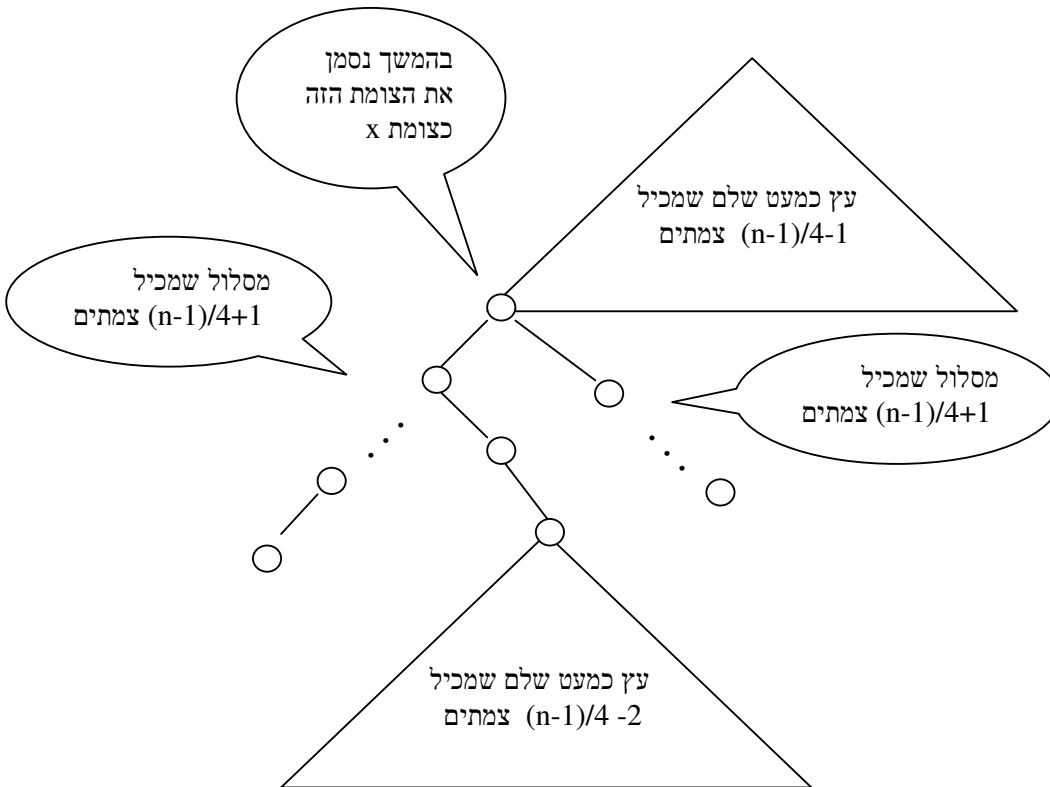 בהמשך נסמן
את הצומת הזה
כצומת x
עץ כמעט שלם שמכיל
(n-1)/4-1 צמתים
מסלול שמכיל
(n-1)/4+1 צמתים
מסלול שמכיל
(n-1)/4+1 צמתים
עץ כמעט שלם שמכיל
(n-1)/4 -2 צמתים